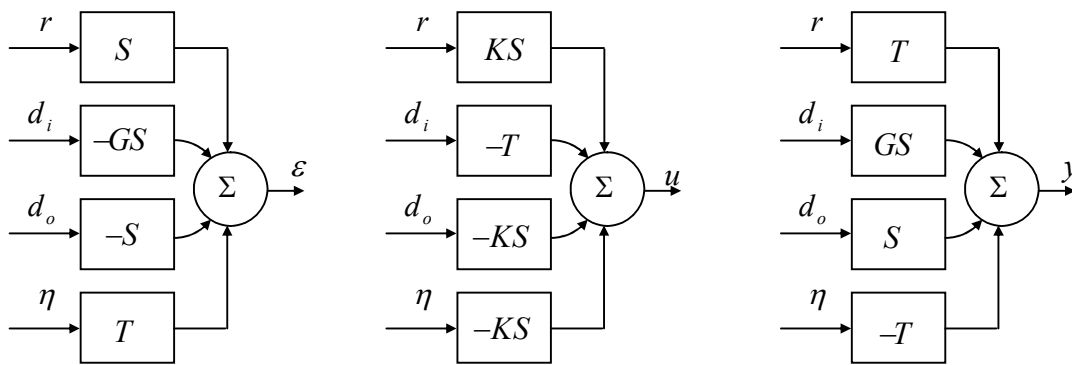 r S
d_i –GS
Σ ε
d_o –S
η T
r KS
d_i –T
Σ u
d_o –KS
η –KS
r T
d_i GS
Σ y
d_o S
η –T